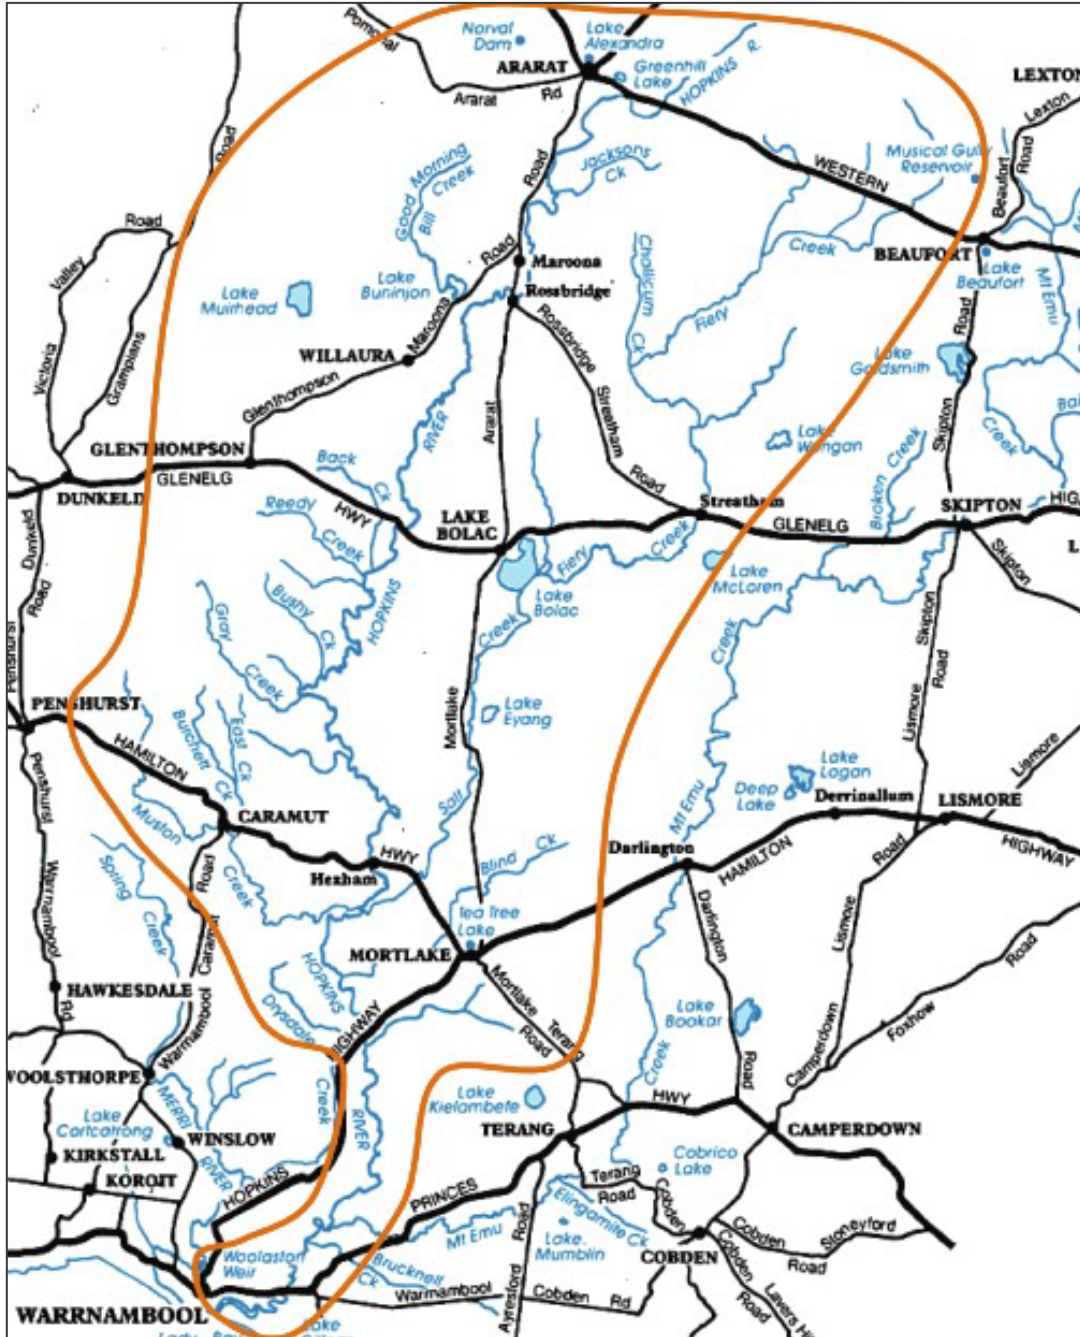 Pomonal
Norval
Dam
Lake
Alexandra
ARARAT
Greenhill
Lake
HOPKINS R.
LEXTON
Lexton
Ararat Rd
Road
Road
Good Morning
Bill Creek
Jacksons
Ck
Musical Gully
Reservoir
WESTERN
Beaufort Road
Road
Valley
Victoria
Grampians
Lake
Muirhead
Lake
Buninjon
Road
Maroona
Maroona
Rossbridge
Challicum
Ck
Creek
Fiery
BEAUFORT
Lake
Beaufort
Mt Emu
Road
WILLAURA
Glenthompson
RIVER
Ararat
Rossbridge
Streatham
Road
Lake
Goldsmith
Lake
Wongan
Broken Creek
Skipton
Creek
GLENTHOMPSON
GLENELG
DUNKELD
Back
Ck
HWY
Reedy
Creek
LAKE
BOLAC
Streatham
GLENELG
SKIPTON
Skipton
Dunkeld
Road
Penshurst
Bushy
Ck
HOPKINS
Gray
Creek
Fiery
Creek
Lake
Bolac
Creek
Lake
McLoren
Creek
Skipton
Road
Lismore
PENSHURST
HAMILTON
Burchett
Ck
East Ck
Mortlake
Lake
Eyang
Salt
Lake
Logan
Deep
Lake
Derrinallum
LISMORE
Lismore
HIGHWAY
Penshurst
Warrnambool
Rd
Muston
Creek
CARAMUT
HWY
Hexham
Blind Ck
Mt Emu
Darlington
HAMILTON
Road
Lismore
Spring
Creek
Road
Caramut
Warrnambool
Tea Tree
Lake
MORTLAKE
HOPKINS
Darlington
Road
Road
Foxhow
HAWKESDALE
Drysdale
Creek
HIGHWAY
Mortlake
Terang
Road
Lake
Bookar
Camperdown
WOOLSTHORPE
MERRI
RIVER
RIVER
Lake
Kielambete
Creek
HWY
Lake
Cartcarrong
WINSLOW
KIRKSTALL
KOROIT
HOPKINS
TERANG
CAMPERDOWN
Cobrico
Lake
Terang
Road
Cobden
PRINCES
Mt Emu
Elingamite Ck
Lake
Mumblin
COBDEN
Cobden
Road
Stoneyford
Woolaston
Weir
Brucknell
Ck
Warrnambool
Cobden Rd
Ayresford
Road
Cobden
Road
WARRNAMBOOL
Lake